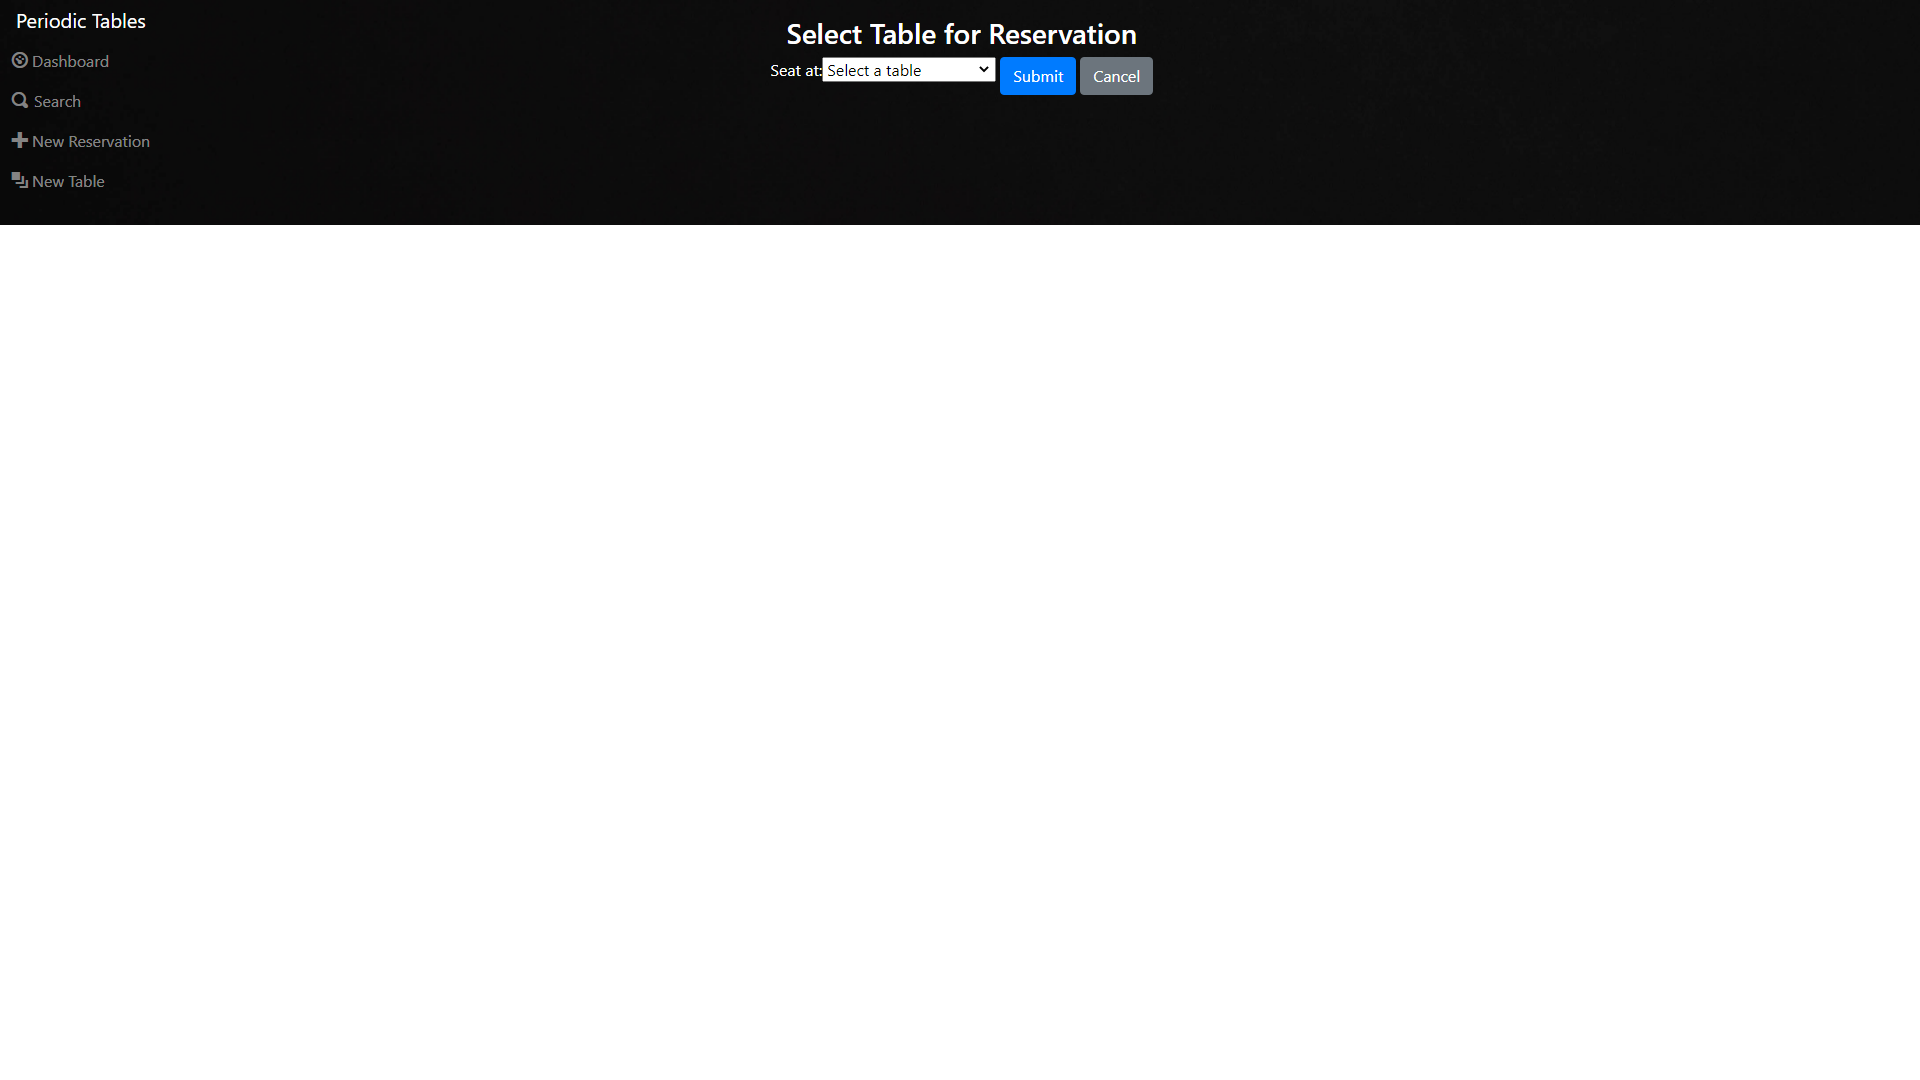 Periodic Tables
Dashboard
Search
New Reservation
New Table
Select Table for Reservation
Seat at: Select a table Submit Cancel